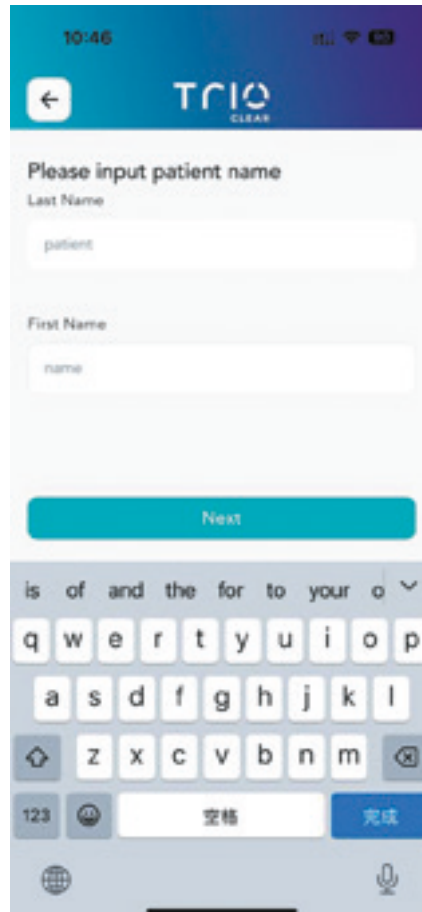 10:46
TrIO
CLEAR
Please input patient name
Last Name
patient
First Name
name
Next
is of and the for to your o
q w e r t y u i o p
a s d f g h j k l
z x c v b n m
123 空格 完成